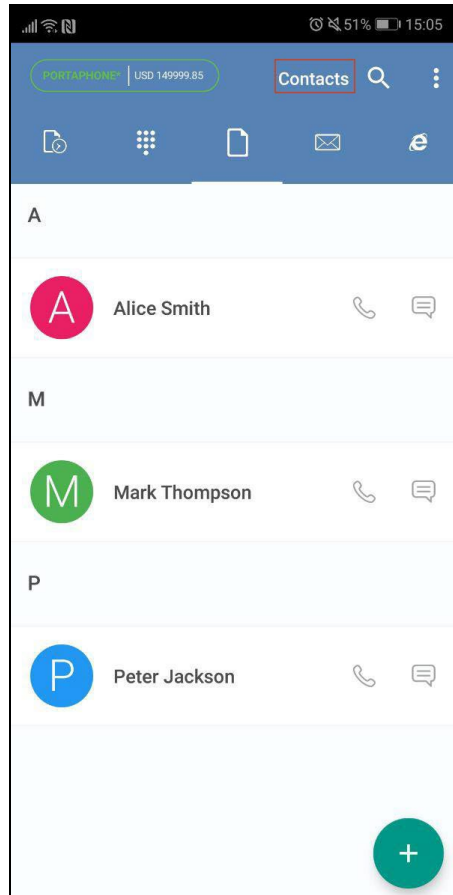 51% 15:05
PORTAPHONE® USD 149999.85 Contacts
A
A Alice Smith
M
M Mark Thompson
P
P Peter Jackson
+